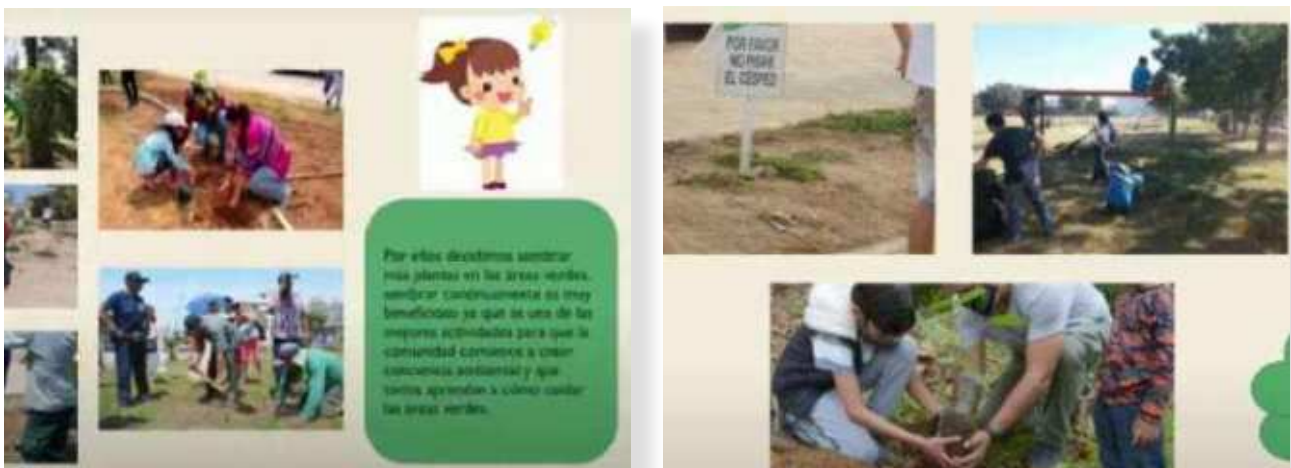 Por ellos decidimos sembrar
más plantas en las áreas verdes,
sembrar continuamente es muy
beneficioso ya que es una de las
mejores actividades para que la
comunidad comience a crear
conciencia ambiental y que
todos aprendan a cómo cuidar
las áreas verdes.
POR FAVOR
NO PISAR
EL CÉSPED